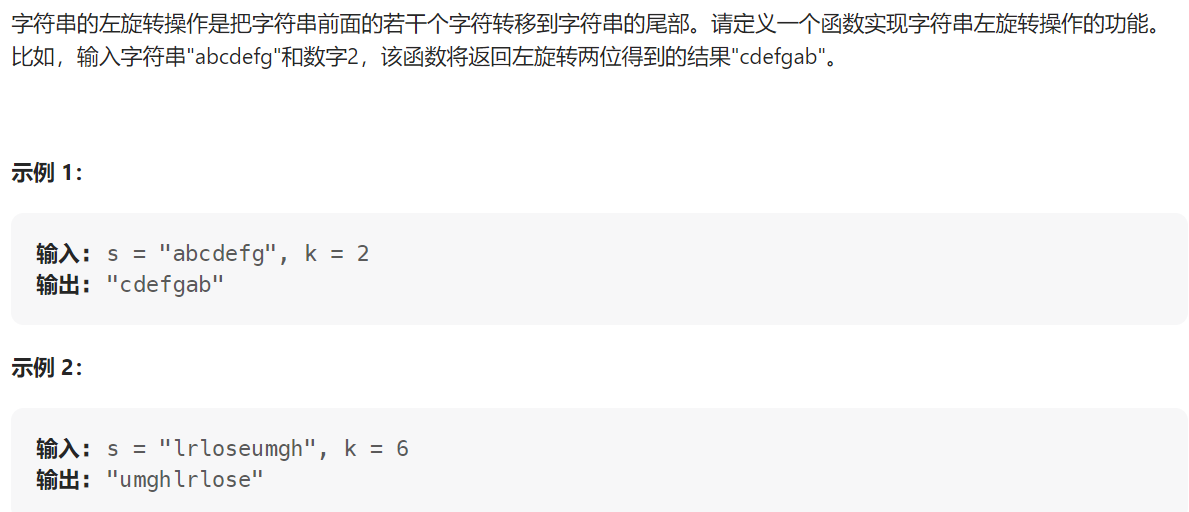 字符串的左旋转操作是把字符串前面的若干个字符转移到字符串的尾部。请定义一个函数实现字符串左旋转操作的功能。
比如，输入字符串"abcdefg"和数字2，该函数将返回左旋转两位得到的结果"cdefgab"。
示例 1：
输入: s = "abcdefg", k = 2
输出: "cdefgab"
示例 2：
输入: s = "lrloseumgh", k = 6
输出: "umghlrlose"